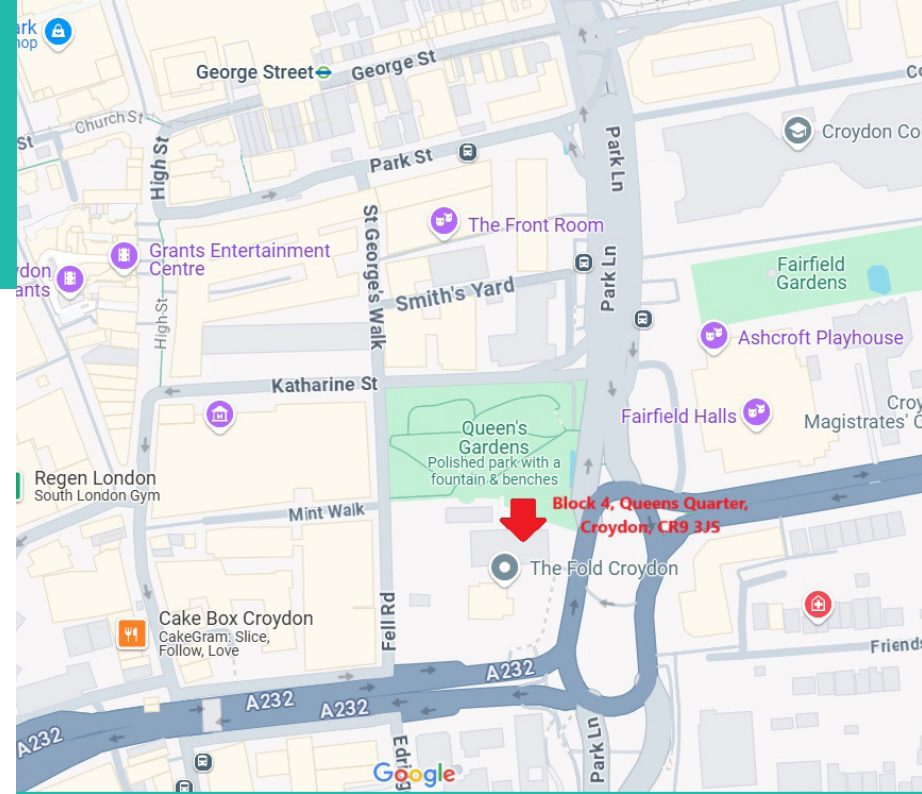 ark
hop
George Street
George St
Church St
St
High St
Park St
Park Ln
Croydon Co
Co
St George's Walk
The Front Room
Grants Entertainment
Centre
ydon
ants
Smith's Yard
Park Ln
Fairfield
Gardens
High St
Ashcroft Playhouse
Katharine St
Fairfield Halls
Croy
Magistrates' C
Queen's
Gardens
Polished park with a
fountain & benches
Regen London
South London Gym
Mint Walk
Block 4, Queens Quarter,
Croydon, CR9 3JS
The Fold Croydon
Fell Rd
Cake Box Croydon
CakeGram: Slice,
Follow, Love
Friends
A232
A232
A232
A232
Edri
Park Ln
Google